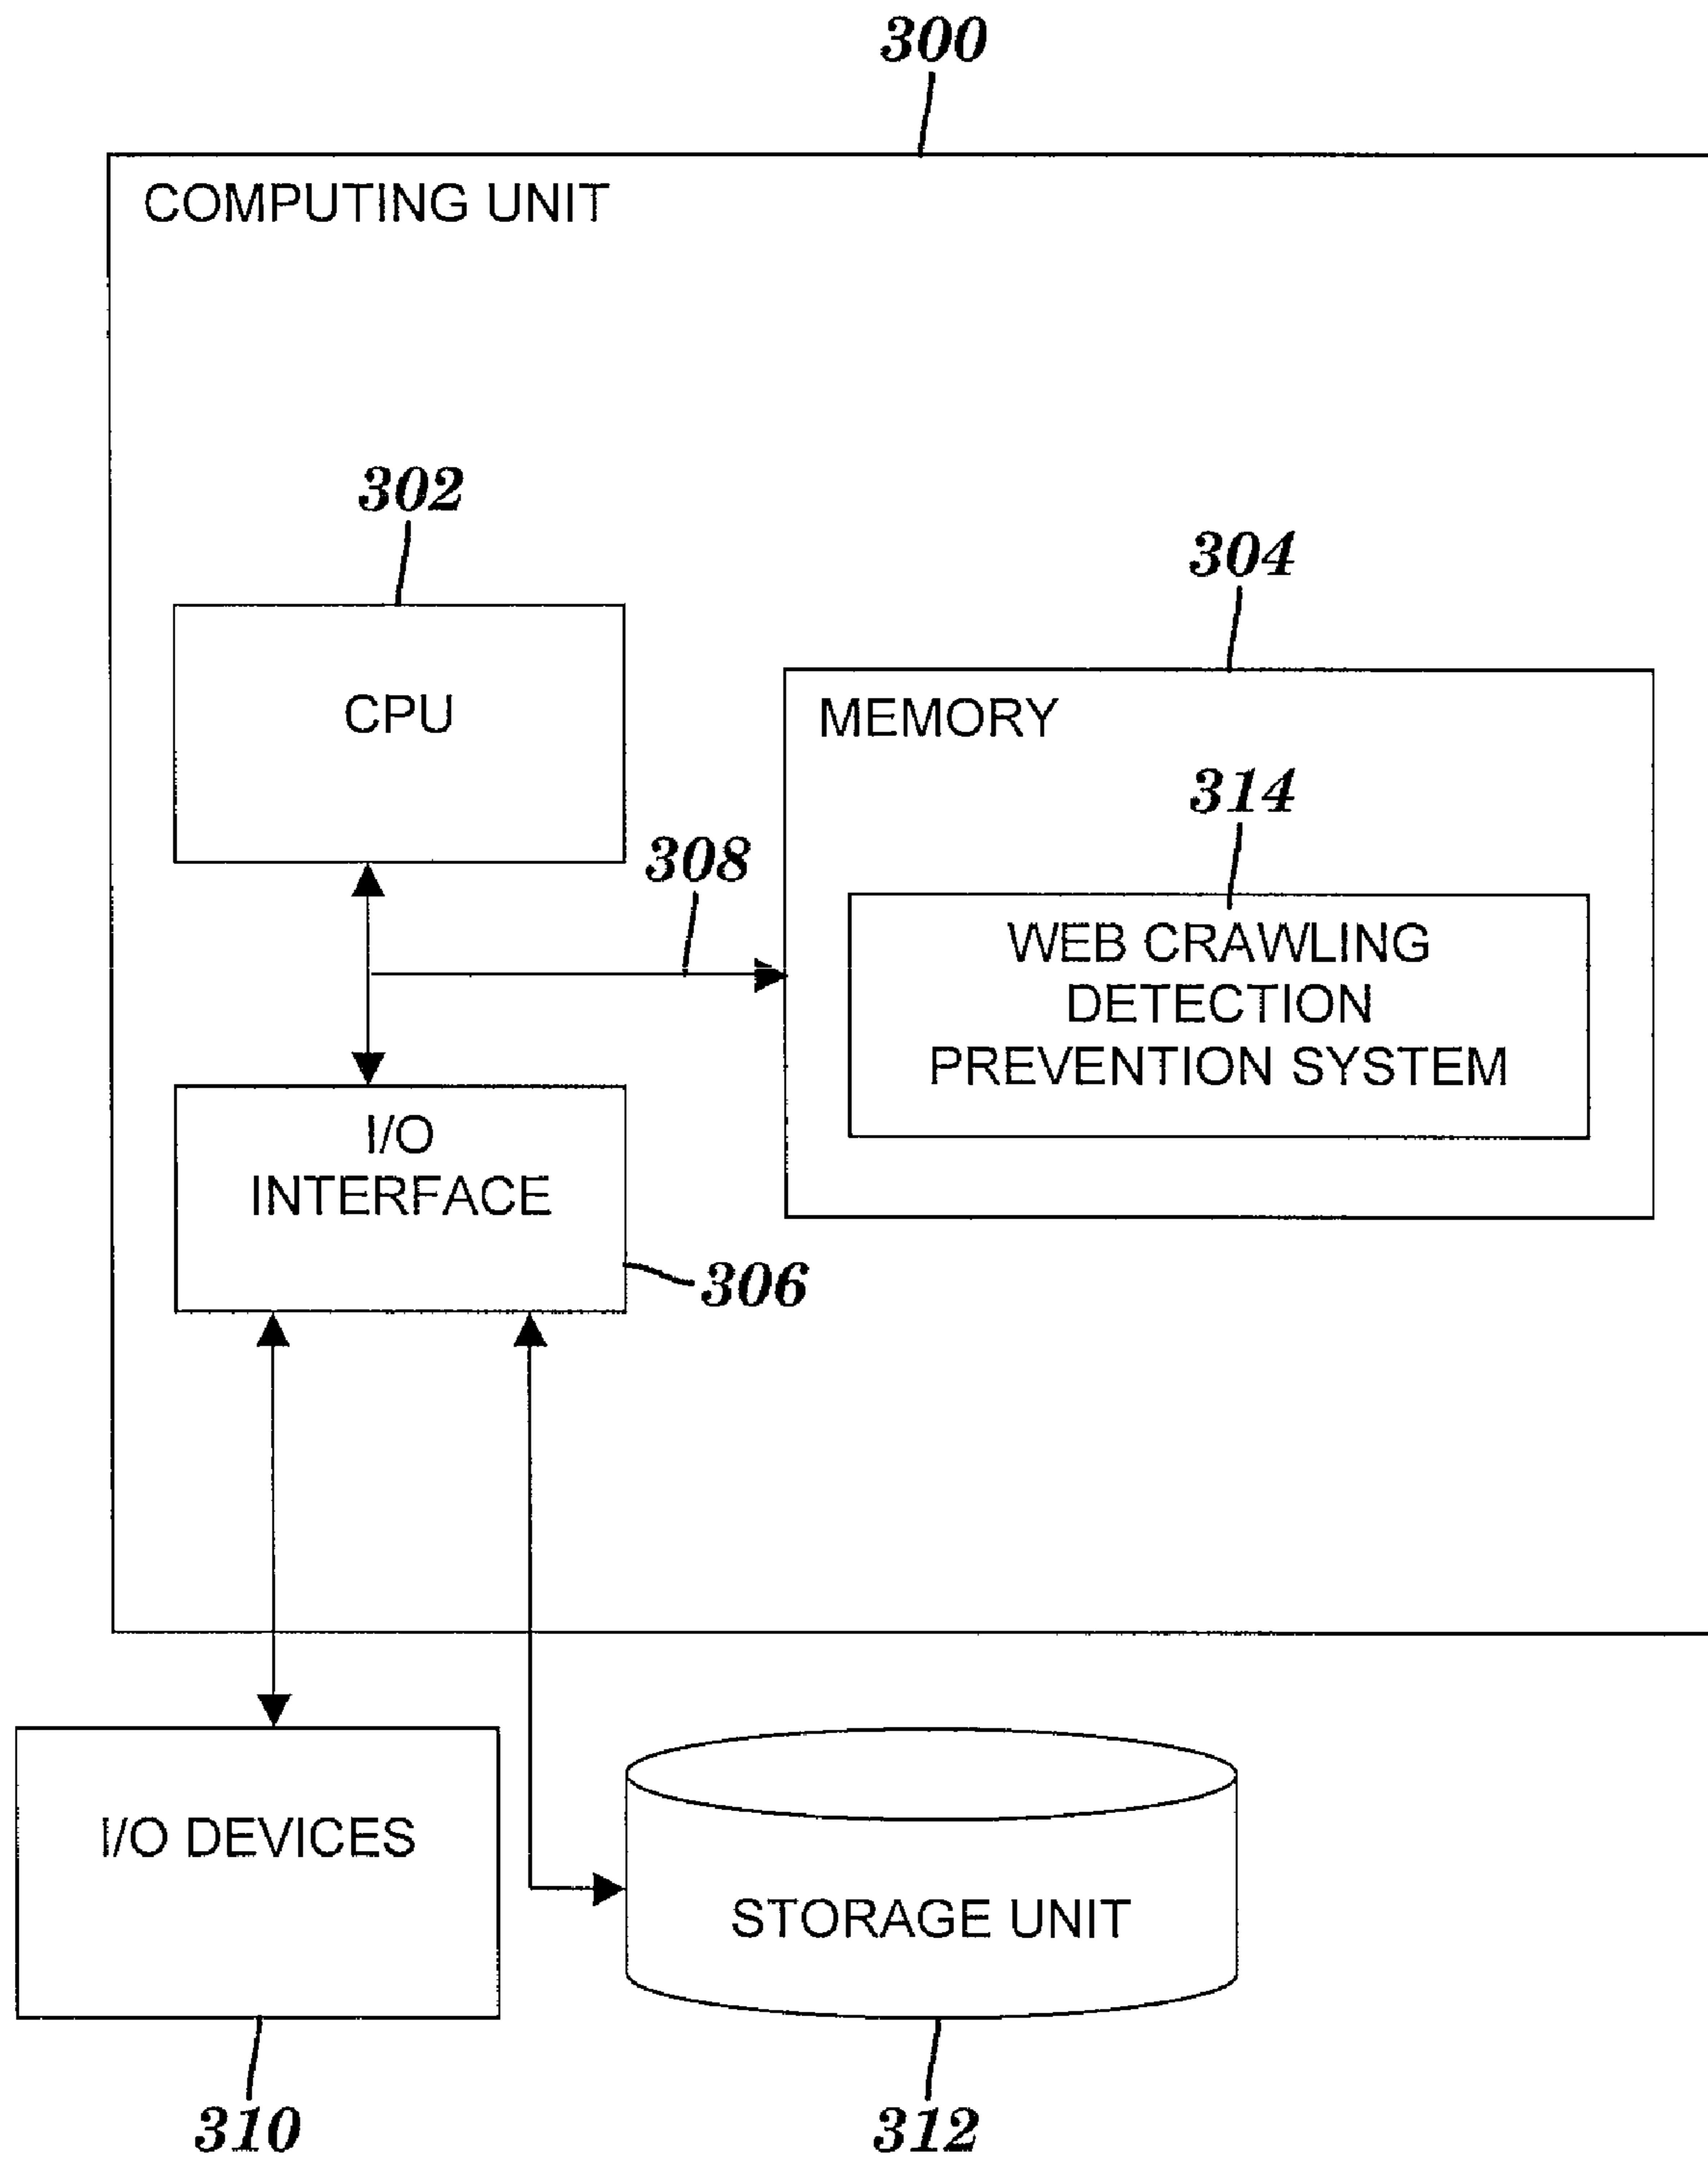 300
COMPUTING UNIT
302
304
CPU
MEMORY
314
308
WEB CRAWLING
DETECTION
PREVENTION SYSTEM
I/O
INTERFACE
306
I/O DEVICES
STORAGE UNIT
310
312